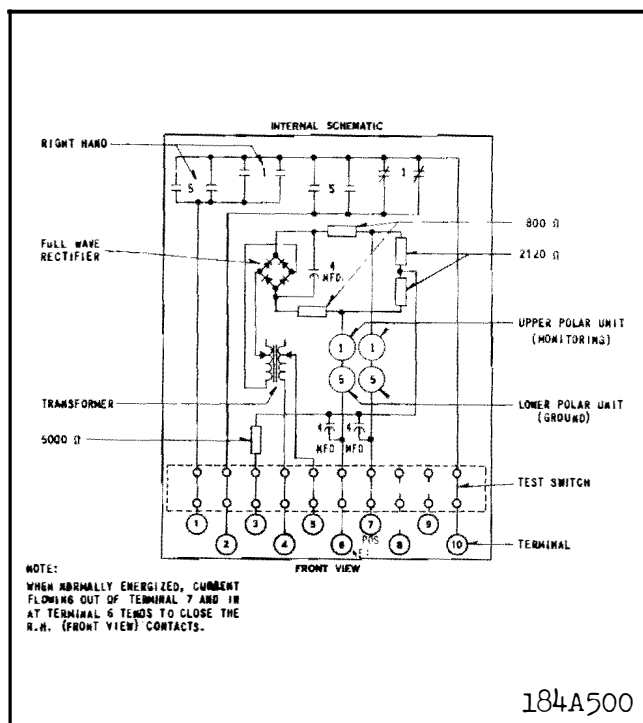 INTERNAL SCHEMATIC
RIGHT HAND
5
1
5
1
800 Ω
FULL WAVE
RECTIFIER
4
MFD.
2120 Ω
UPPER POLAR UNIT
(MONITORING)
1 1
5 5
TRANSFORMER
LOWER POLAR UNIT
(GROUND)
5000 Ω
4 4
MFD MFD
TEST SWITCH
1 3 5 7 9
POS
2 4 6 8 10
TERMINAL
FRONT VIEW
NOTE:
WHEN NORMALLY ENERGIZED, CURRENT
FLOWING OUT OF TERMINAL 7 AND IN
AT TERMINAL 6 TENDS TO CLOSE THE
R.H. (FRONT VIEW) CONTACTS.
184A500